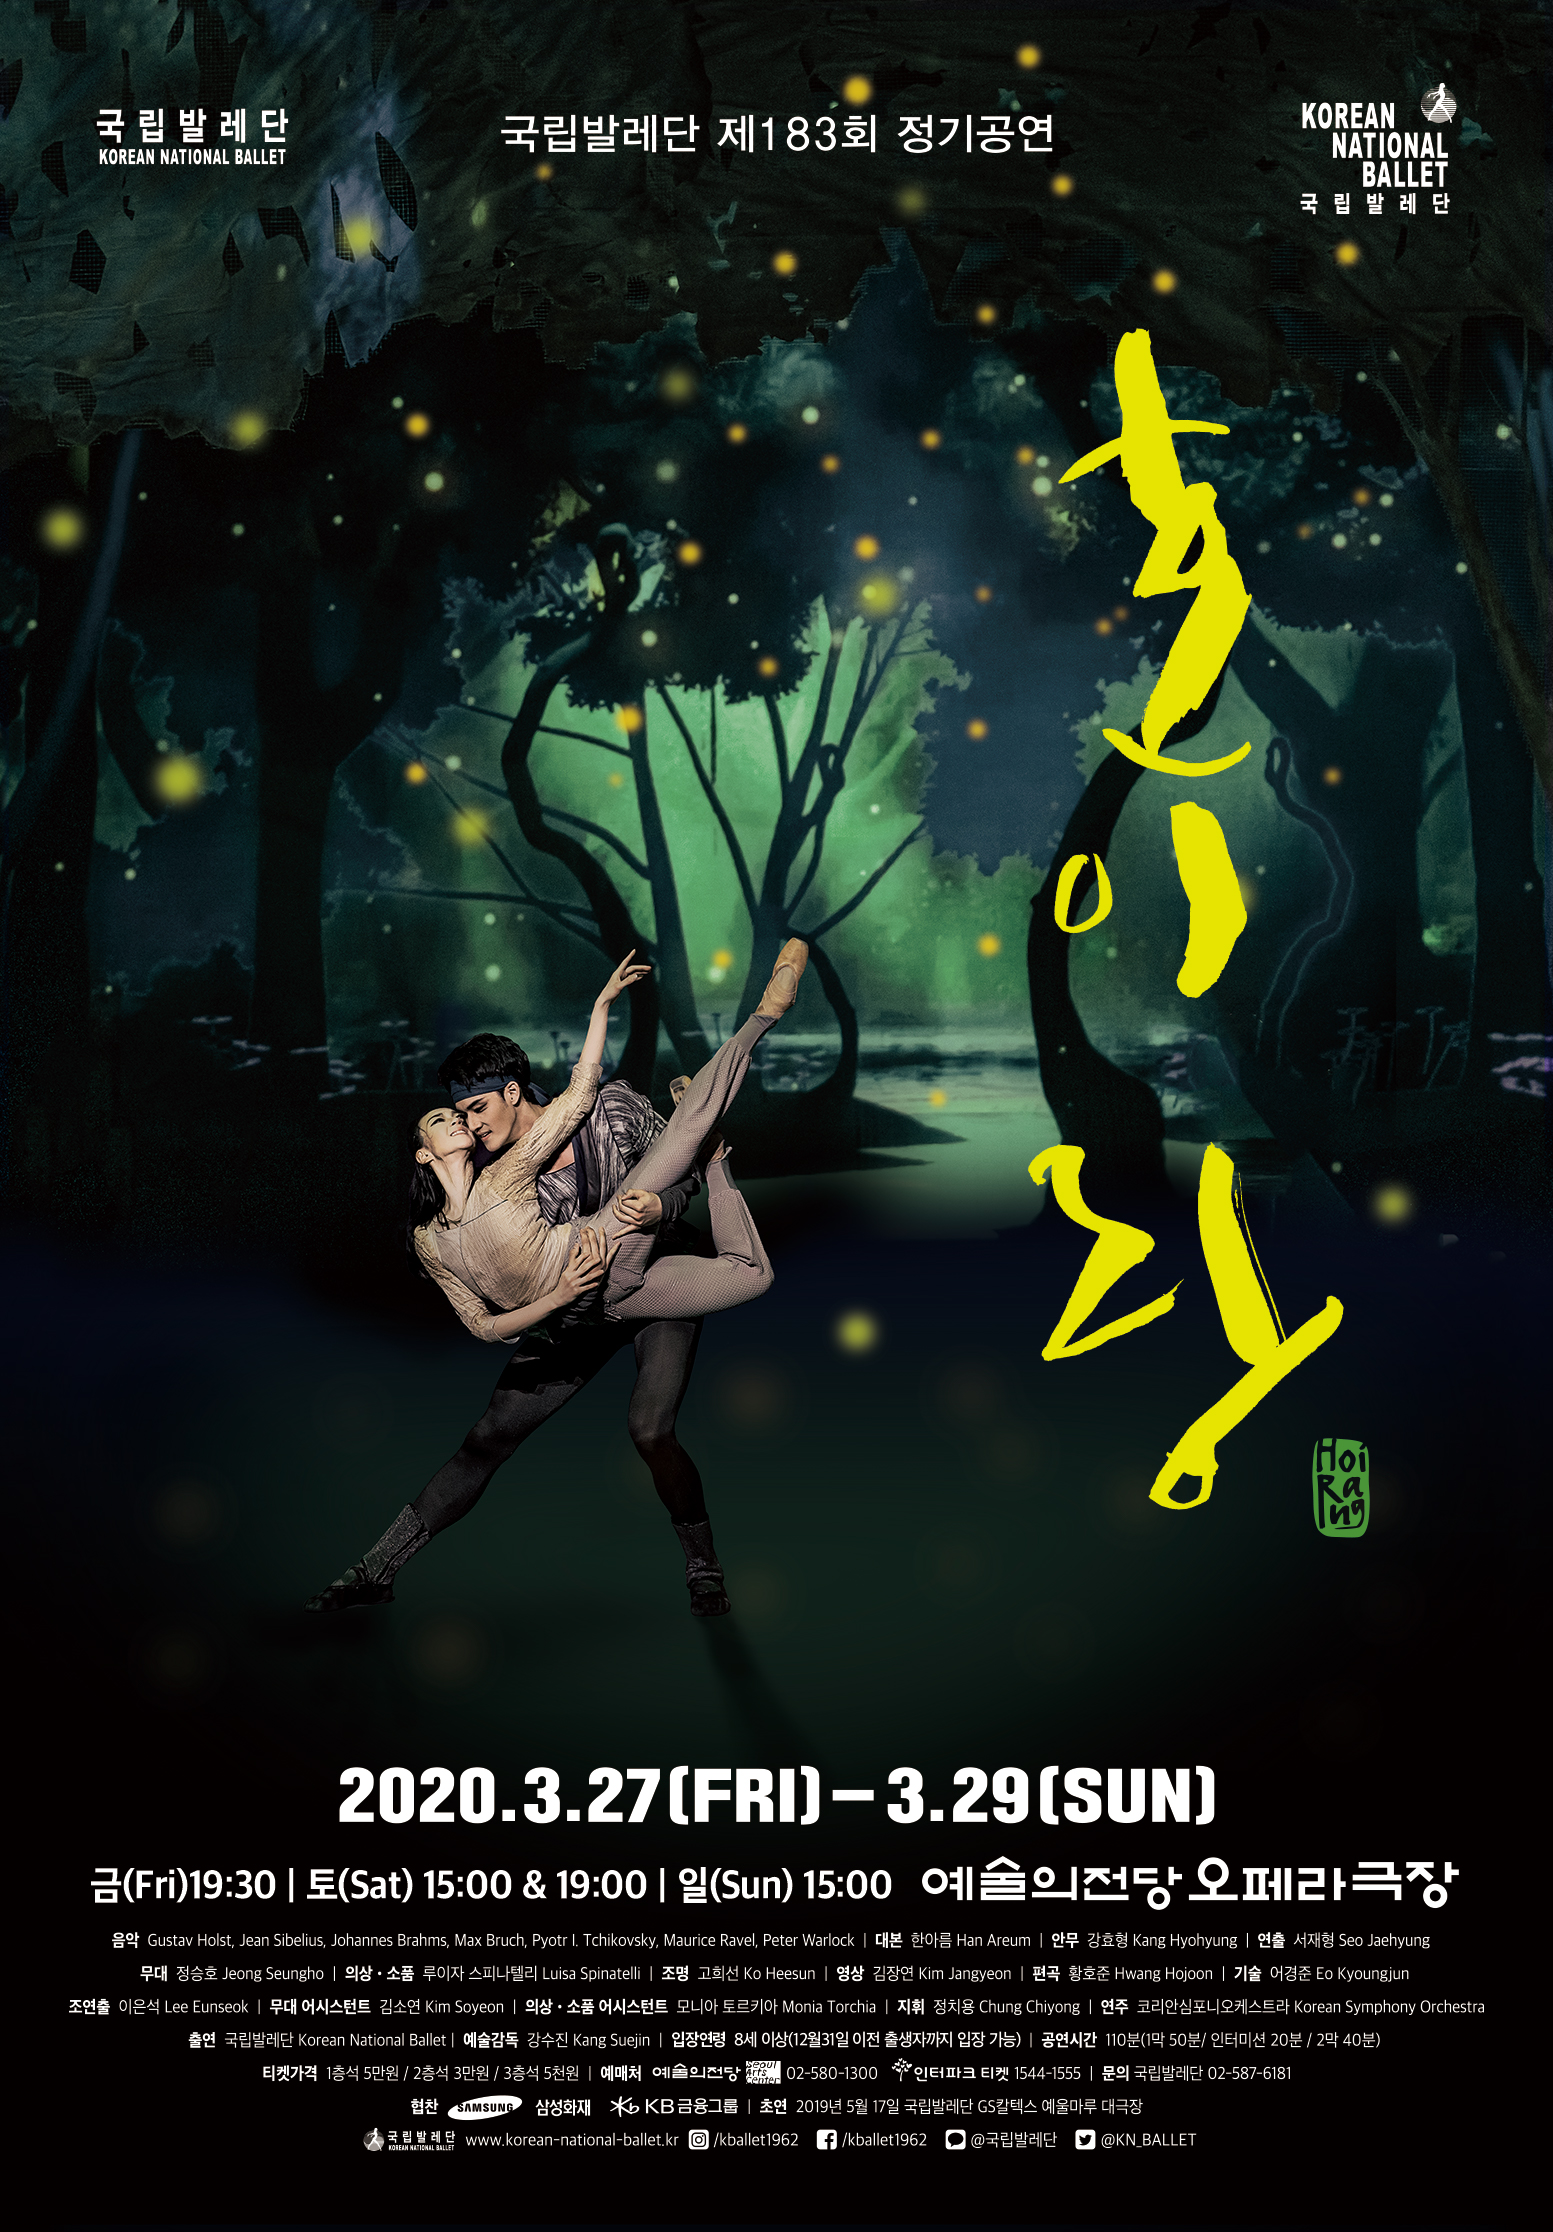 국립발레단
KOREAN NATIONAL BALLET
국립발레단 제183회 정기공연
KOREAN
NATIONAL
BALLET
국립발레단
호이랑
Hoi
Ra
ng
2020.3.27(FRI)–3.29(SUN)
금(Fri)19:30 | 토(Sat) 15:00 & 19:00 | 일(Sun) 15:00 예술의전당 오페라극장
음악 Gustav Holst, Jean Sibelius, Johannes Brahms, Max Bruch, Pyotr I. Tchikovsky, Maurice Ravel, Peter Warlock | 대본 한아름 Han Areum | 안무 강효형 Kang Hyohyung | 연출 서재형 Seo Jaehyung
무대 정승호 Jeong Seungho | 의상·소품 루이자 스피나텔리 Luisa Spinatelli | 조명 고희선 Ko Heesun | 영상 김장연 Kim Jangyeon | 편곡 황호준 Hwang Hojoon | 기술 어경준 Eo Kyoungjun
조연출 이은석 Lee Eunseok | 무대 어시스턴트 김소연 Kim Soyeon | 의상·소품 어시스턴트 모니아 토르키아 Monia Torchia | 지휘 정치용 Chung Chiyong | 연주 코리안심포니오케스트라 Korean Symphony Orchestra
출연 국립발레단 Korean National Ballet | 예술감독 강수진 Kang Suejin | 입장연령 8세 이상(12월31일 이전 출생자까지 입장 가능) | 공연시간 110분(1막 50분/ 인터미션 20분 / 2막 40분)
티켓가격 1층석 5만원 / 2층석 3만원 / 3층석 5천원 | 예매처 예술의전당 Seoul Arts Center 02-580-1300 인터파크 티켓 1544-1555 | 문의 국립발레단 02-587-6181
협찬 SAMSUNG 삼성화재 KB금융그룹 | 초연 2019년 5월 17일 국립발레단 GS칼텍스 예울마루 대극장
국립발레단 KOREAN NATIONAL BALLET www.korean-national-ballet.kr /kballet1962 /kballet1962 @국립발레단 @KN_BALLET